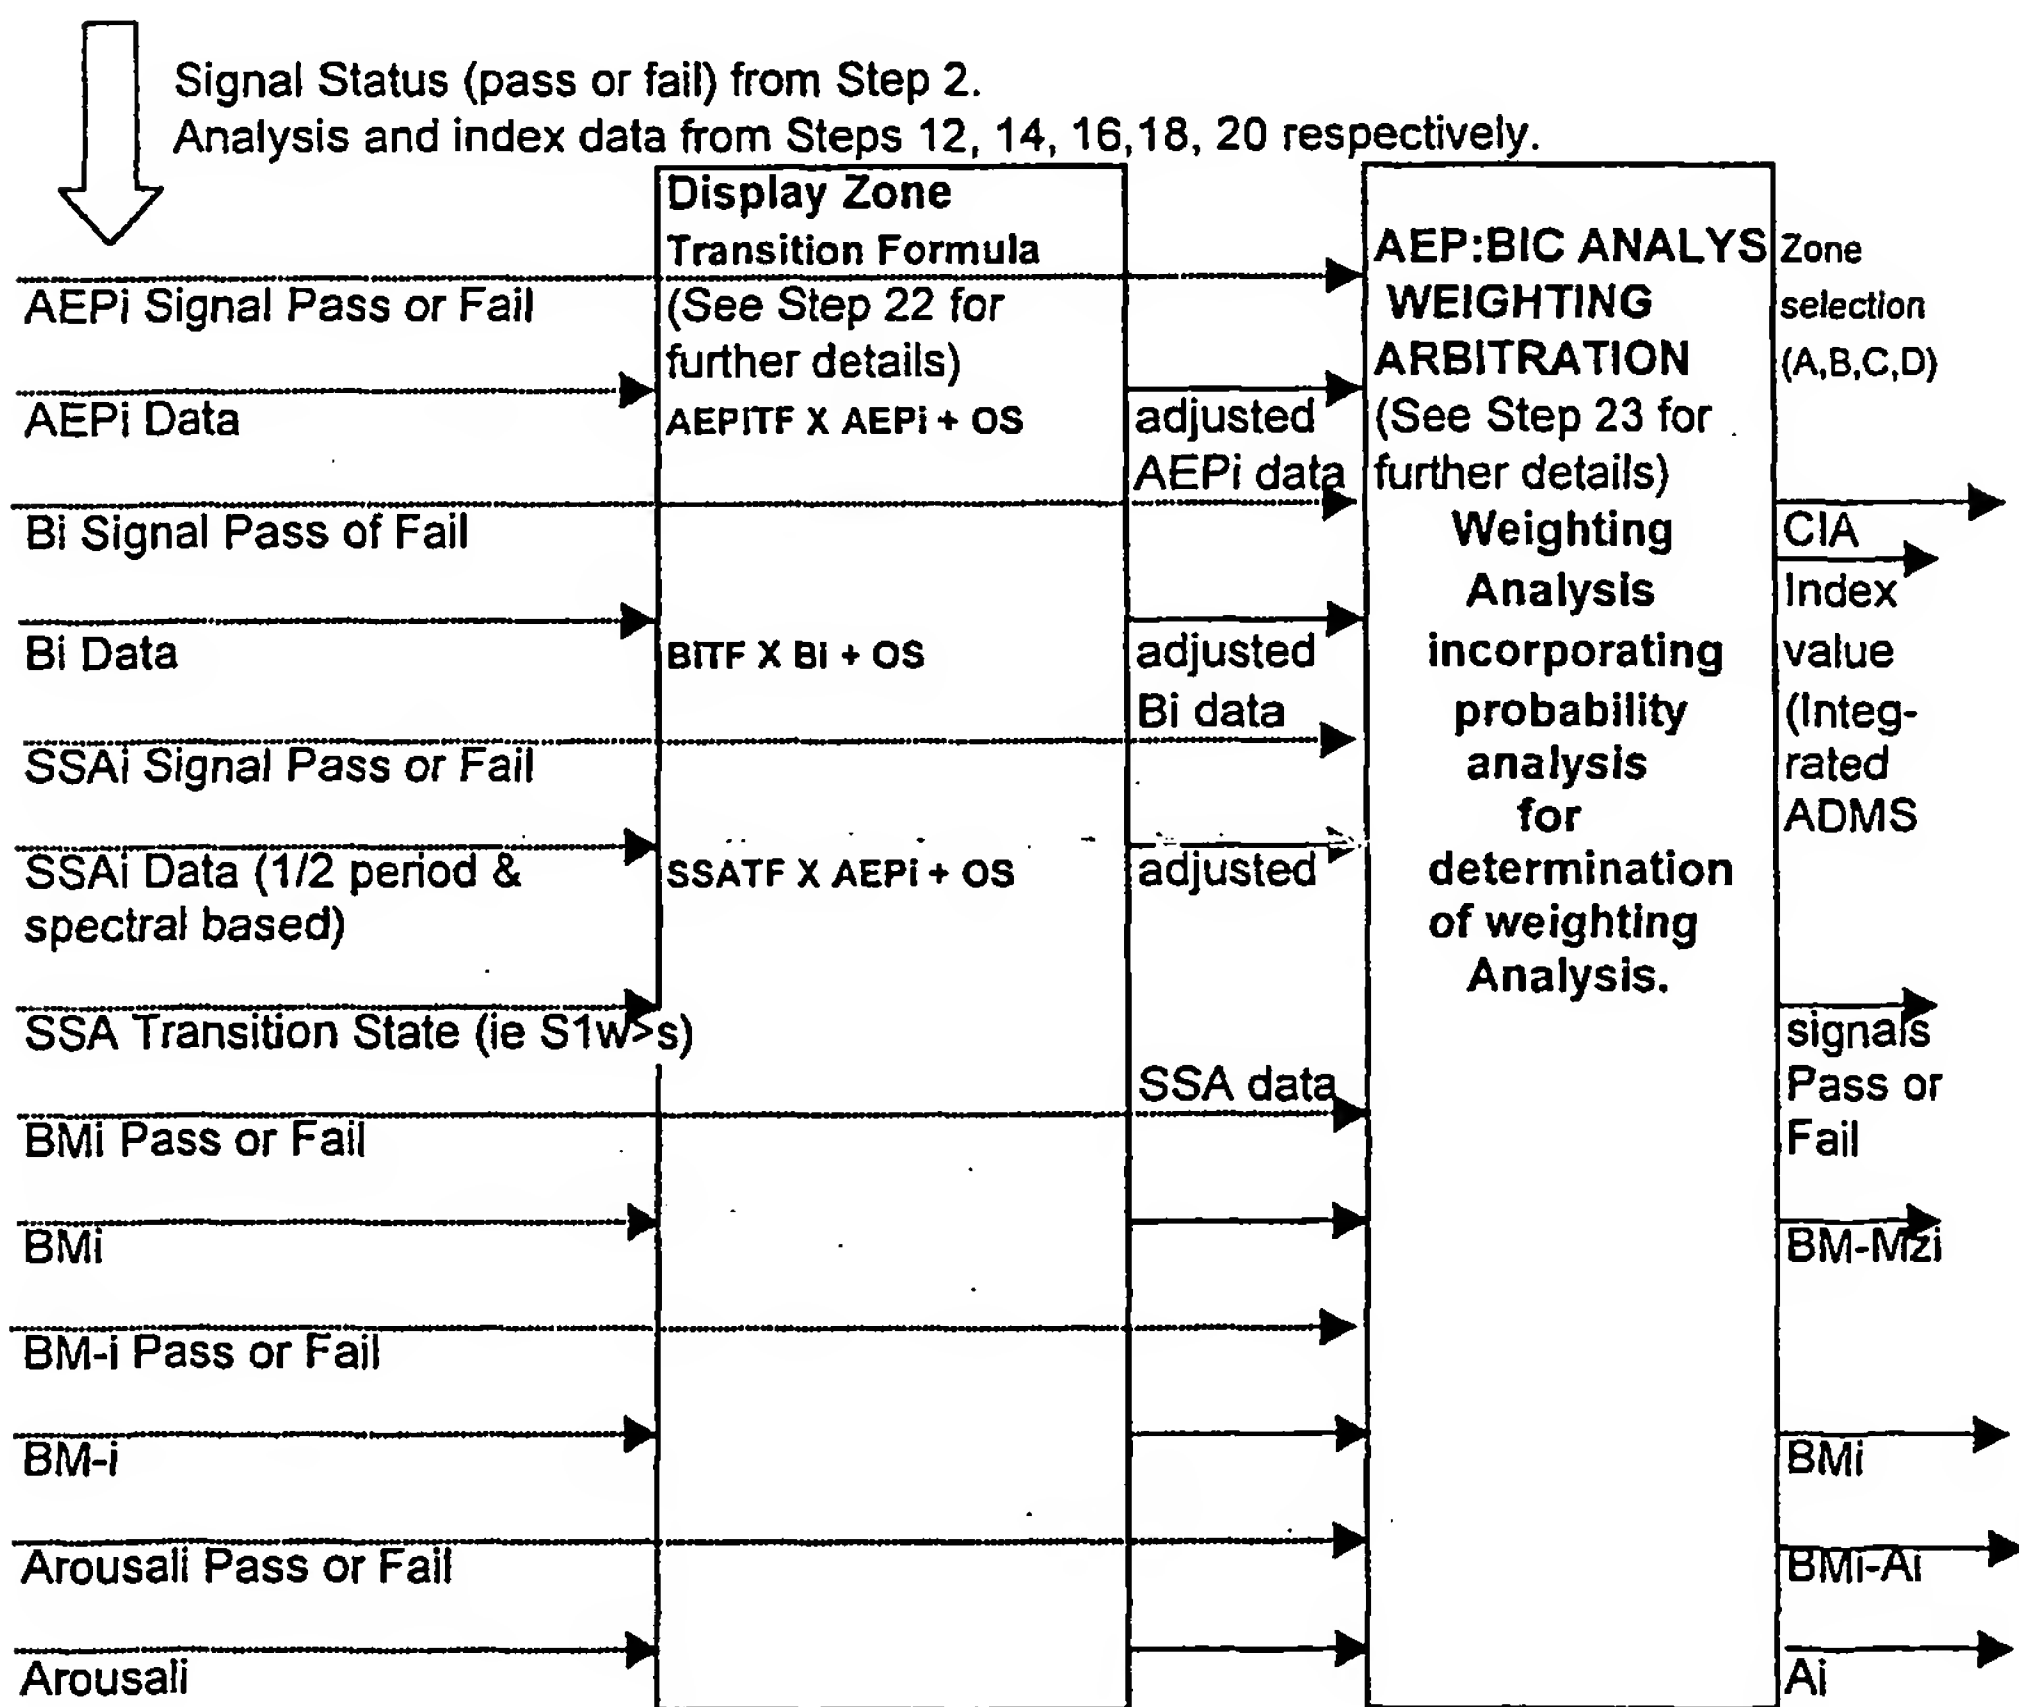 Signal Status (pass or fail) from Step 2.
Analysis and index data from Steps 12, 14, 16,18, 20 respectively.
AEPi Signal Pass or Fail
AEPi Data
Bi Signal Pass of Fail
Bi Data
SSAi Signal Pass or Fail
SSAi Data (1/2 period &
spectral based)
SSA Transition State (ie S1w>s)
BMi Pass or Fail
BMi
BM-i Pass or Fail
BM-i
Arousali Pass or Fail
Arousali
Display Zone
Transition Formula
(See Step 22 for
further details)
AEPITF X AEPi + OS
BITF X Bi + OS
SSATF X AEPi + OS
adjusted
AEPi data
adjusted
Bi data
adjusted
SSA data
AEP:BIC ANALYS
WEIGHTING
ARBITRATION
(See Step 23 for
further details)
Weighting
Analysis
incorporating
probability
analysis
for
determination
of weighting
Analysis.
Zone
selection
(A,B,C,D)
CIA
Index
value
(Integ-
rated
ADMS
signals
Pass or
Fail
BM-Mzi
BMi
BMi-Ai
Ai